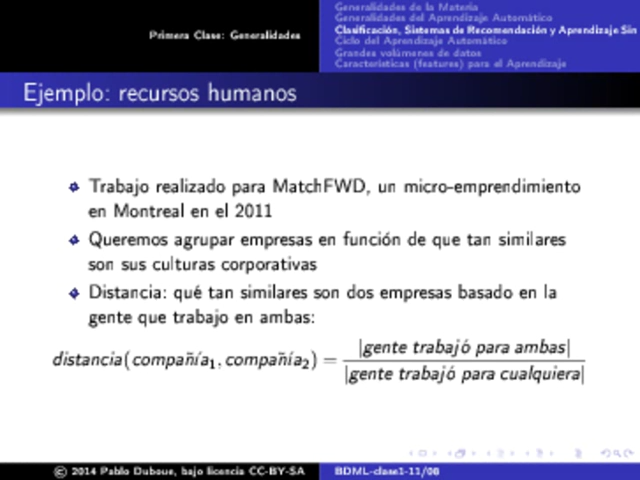 Primera Clase: Generalidades
Generalidades de la Materia
Generalidades del Aprendizaje Automático
Clasificación, Sistemas de Recomendación y Aprendizaje Sin
Ciclo del Aprendizaje Automático
Grandes volúmenes de datos
Características (features) para el Aprendizaje
Ejemplo: recursos humanos
Trabajo realizado para MatchFWD, un micro-emprendimiento
en Montreal en el 2011
Queremos agrupar empresas en función de que tan similares
son sus culturas corporativas
Distancia: qué tan similares son dos empresas basado en la
gente que trabajo en ambas:
distancia(compañía₁, compañía₂) = |gente trabajó para ambas|
|gente trabajó para cualquiera|
© 2014 Pablo Duboue, bajo licencia CC-BY-SA
BDML-clase1-11/08